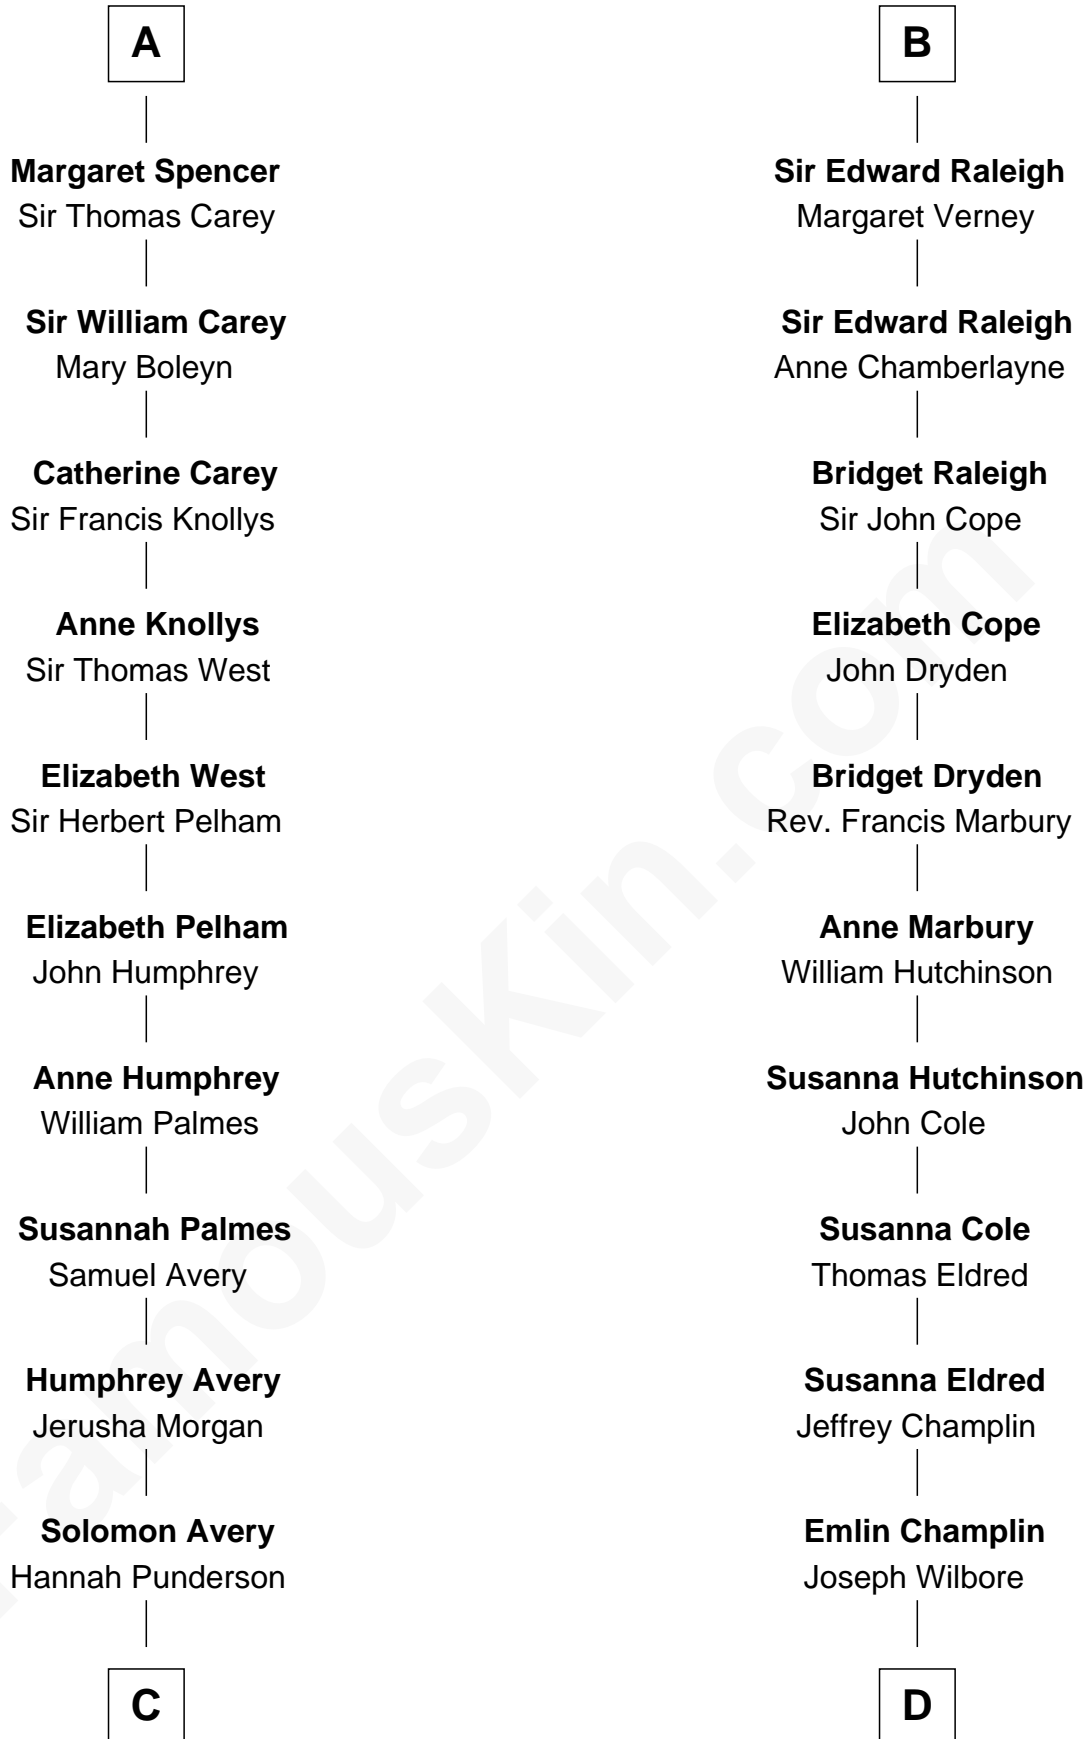 A
Margaret Spencer
Sir Thomas Carey
Sir William Carey
Mary Boleyn
Catherine Carey
Sir Francis Knollys
Anne Knollys
Sir Thomas West
Elizabeth West
Sir Herbert Pelham
Elizabeth Pelham
John Humphrey
Anne Humphrey
William Palmes
Susannah Palmes
Samuel Avery
Humphrey Avery
Jerusha Morgan
Solomon Avery
Hannah Punderson
C
B
Sir Edward Raleigh
Margaret Verney
Sir Edward Raleigh
Anne Chamberlayne
Bridget Raleigh
Sir John Cope
Elizabeth Cope
John Dryden
Bridget Dryden
Rev. Francis Marbury
Anne Marbury
William Hutchinson
Susanna Hutchinson
John Cole
Susanna Cole
Thomas Eldred
Susanna Eldred
Jeffrey Champlin
Emlin Champlin
Joseph Wilbore
D
FamousKin.com